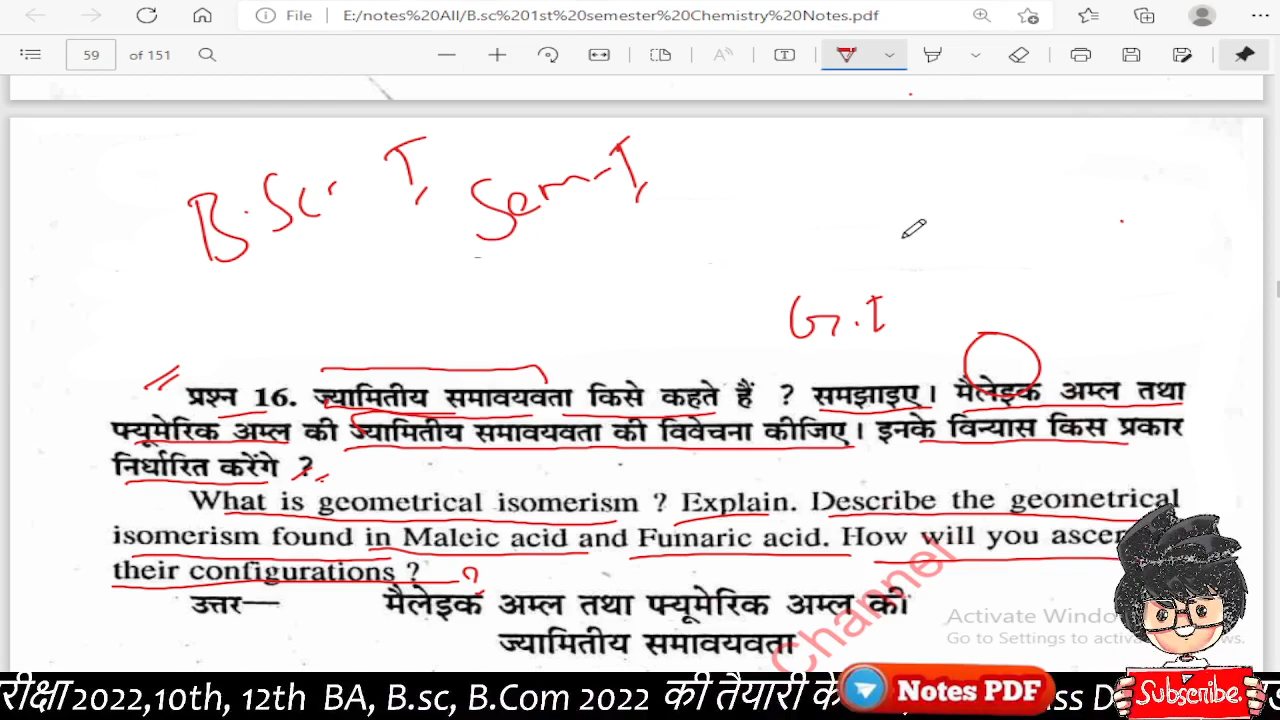 File
E:/notes%20All/B.sc%201st%20semester%20Chemistry%20Notes.pdf
59 of 151
B.Sc. I, Sem-I,
G.I
प्रश्न 16. ज्यामितीय समावयवता किसे कहते हैं ? समझाइए। मैलेइक अम्ल तथा
फ्यूमेरिक अम्ल की ज्यामितीय समावयवता की विवेचना कीजिए। इनके विन्यास किस प्रकार
निर्धारित करेंगे ?
What is geometrical isomerism ? Explain. Describe the geometrical
isomerism found in Maleic acid and Fumaric acid. How will you ascer
their configurations ?
उत्तर— मैलेइक अम्ल तथा फ्यूमेरिक अम्ल की
ज्यामितीय समावयवता
Channel
Activate Windo
Go to Settings to activ ws.
रीक्षा 2022,10th, 12th BA, B.sc, B.Com 2022 की तैयारी के
Notes PDF
Subscribe.